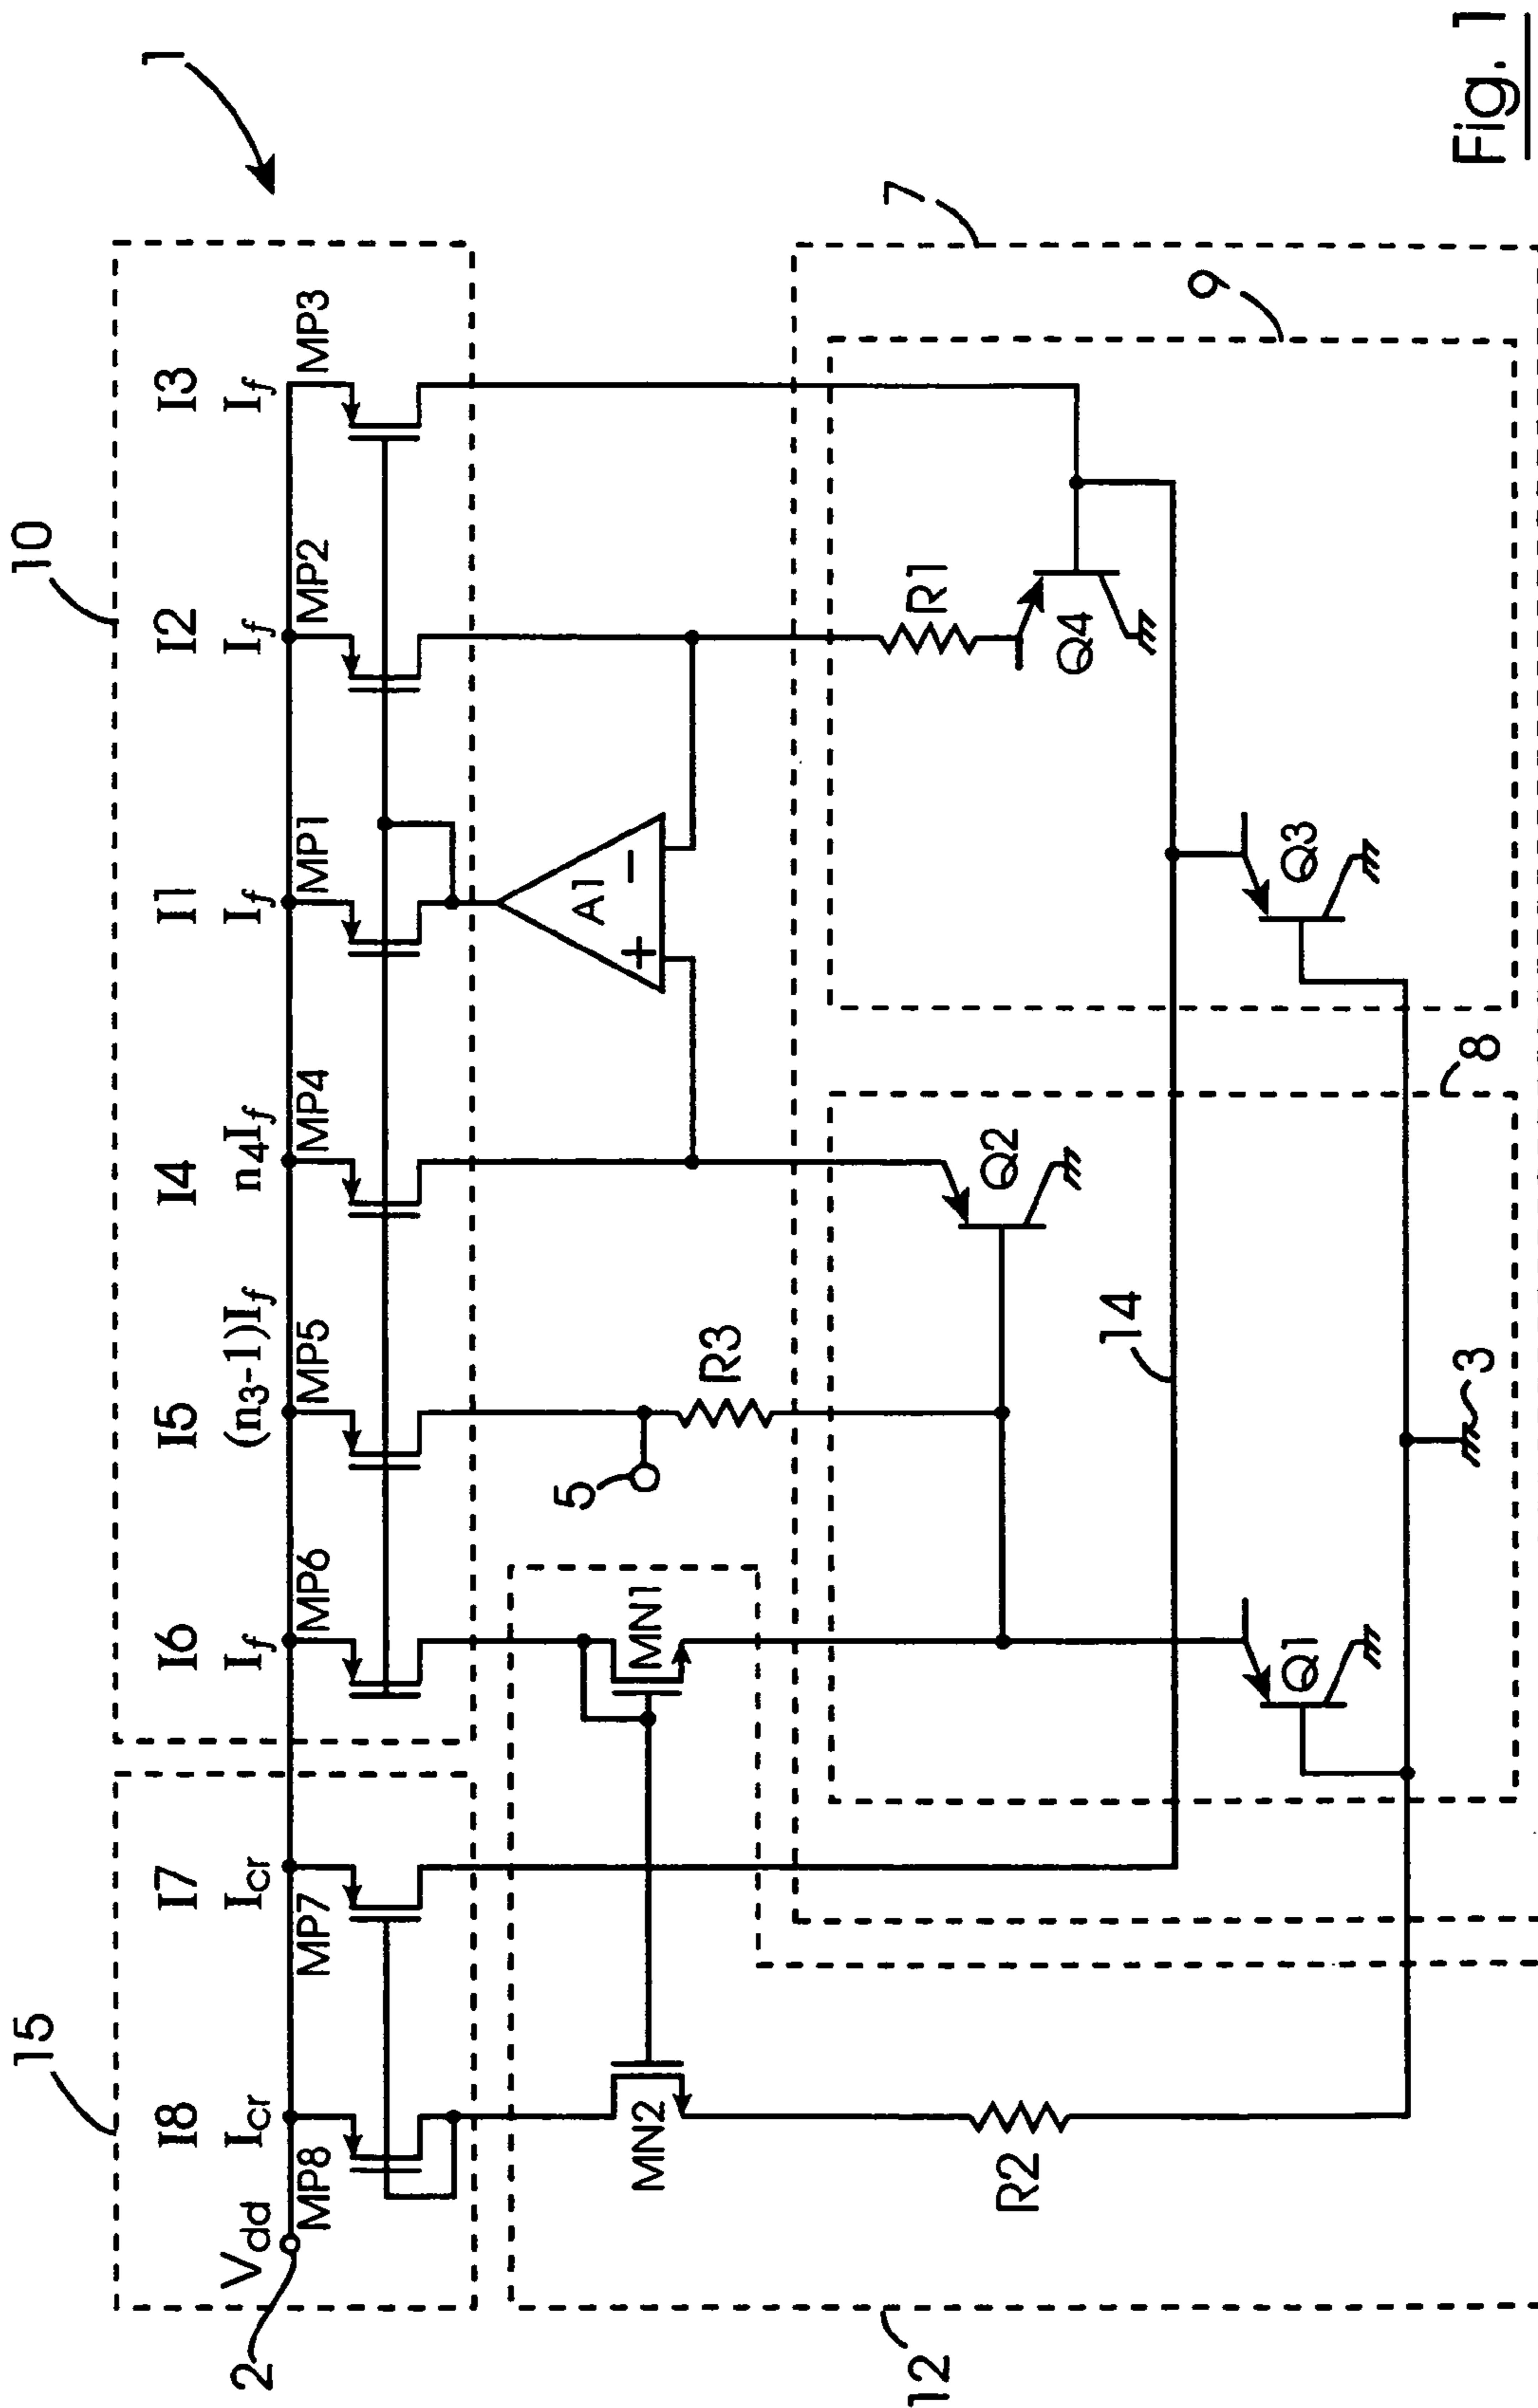 1
10
15
I8 I7 I6 I5 I4 I1 I2 I3
Vdd Icr Icr If (n3-1)If n4If If If If
2 MP8 MP7 MP6 MP5 MP4 MP1 MP2 MP3
A1
+ −
5
MN2 MN1
R3
R1
7
12
R2
Q2
Q4
14
9
Q1
Q3
8
3
Fig. 1